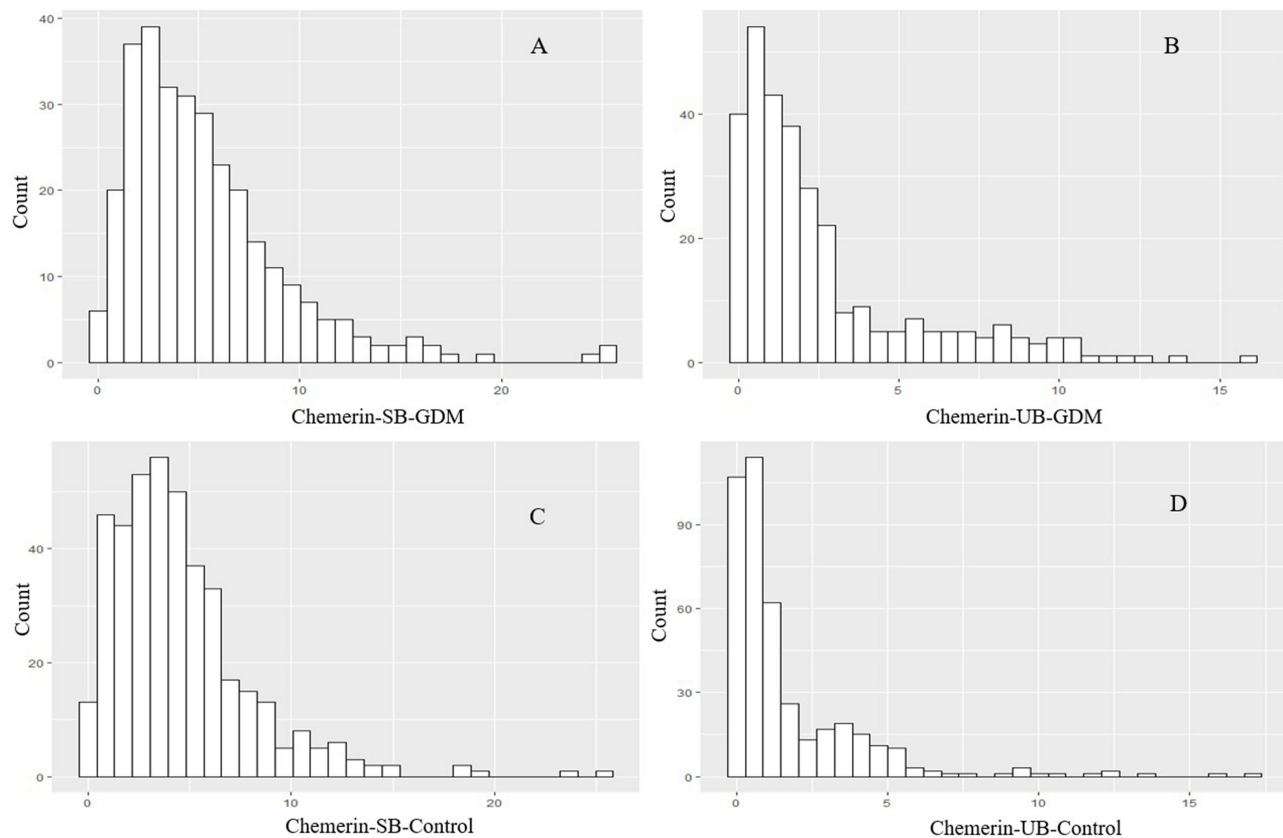 A
40
30
20
10
0
Count
0 10 20
Chemerin-SB-GDM
B
40
20
0
Count
0 5 10 15
Chemerin-UB-GDM
C
40
20
0
Count
0 10 20
Chemerin-SB-Control
D
90
60
30
0
Count
0 5 10 15
Chemerin-UB-Control